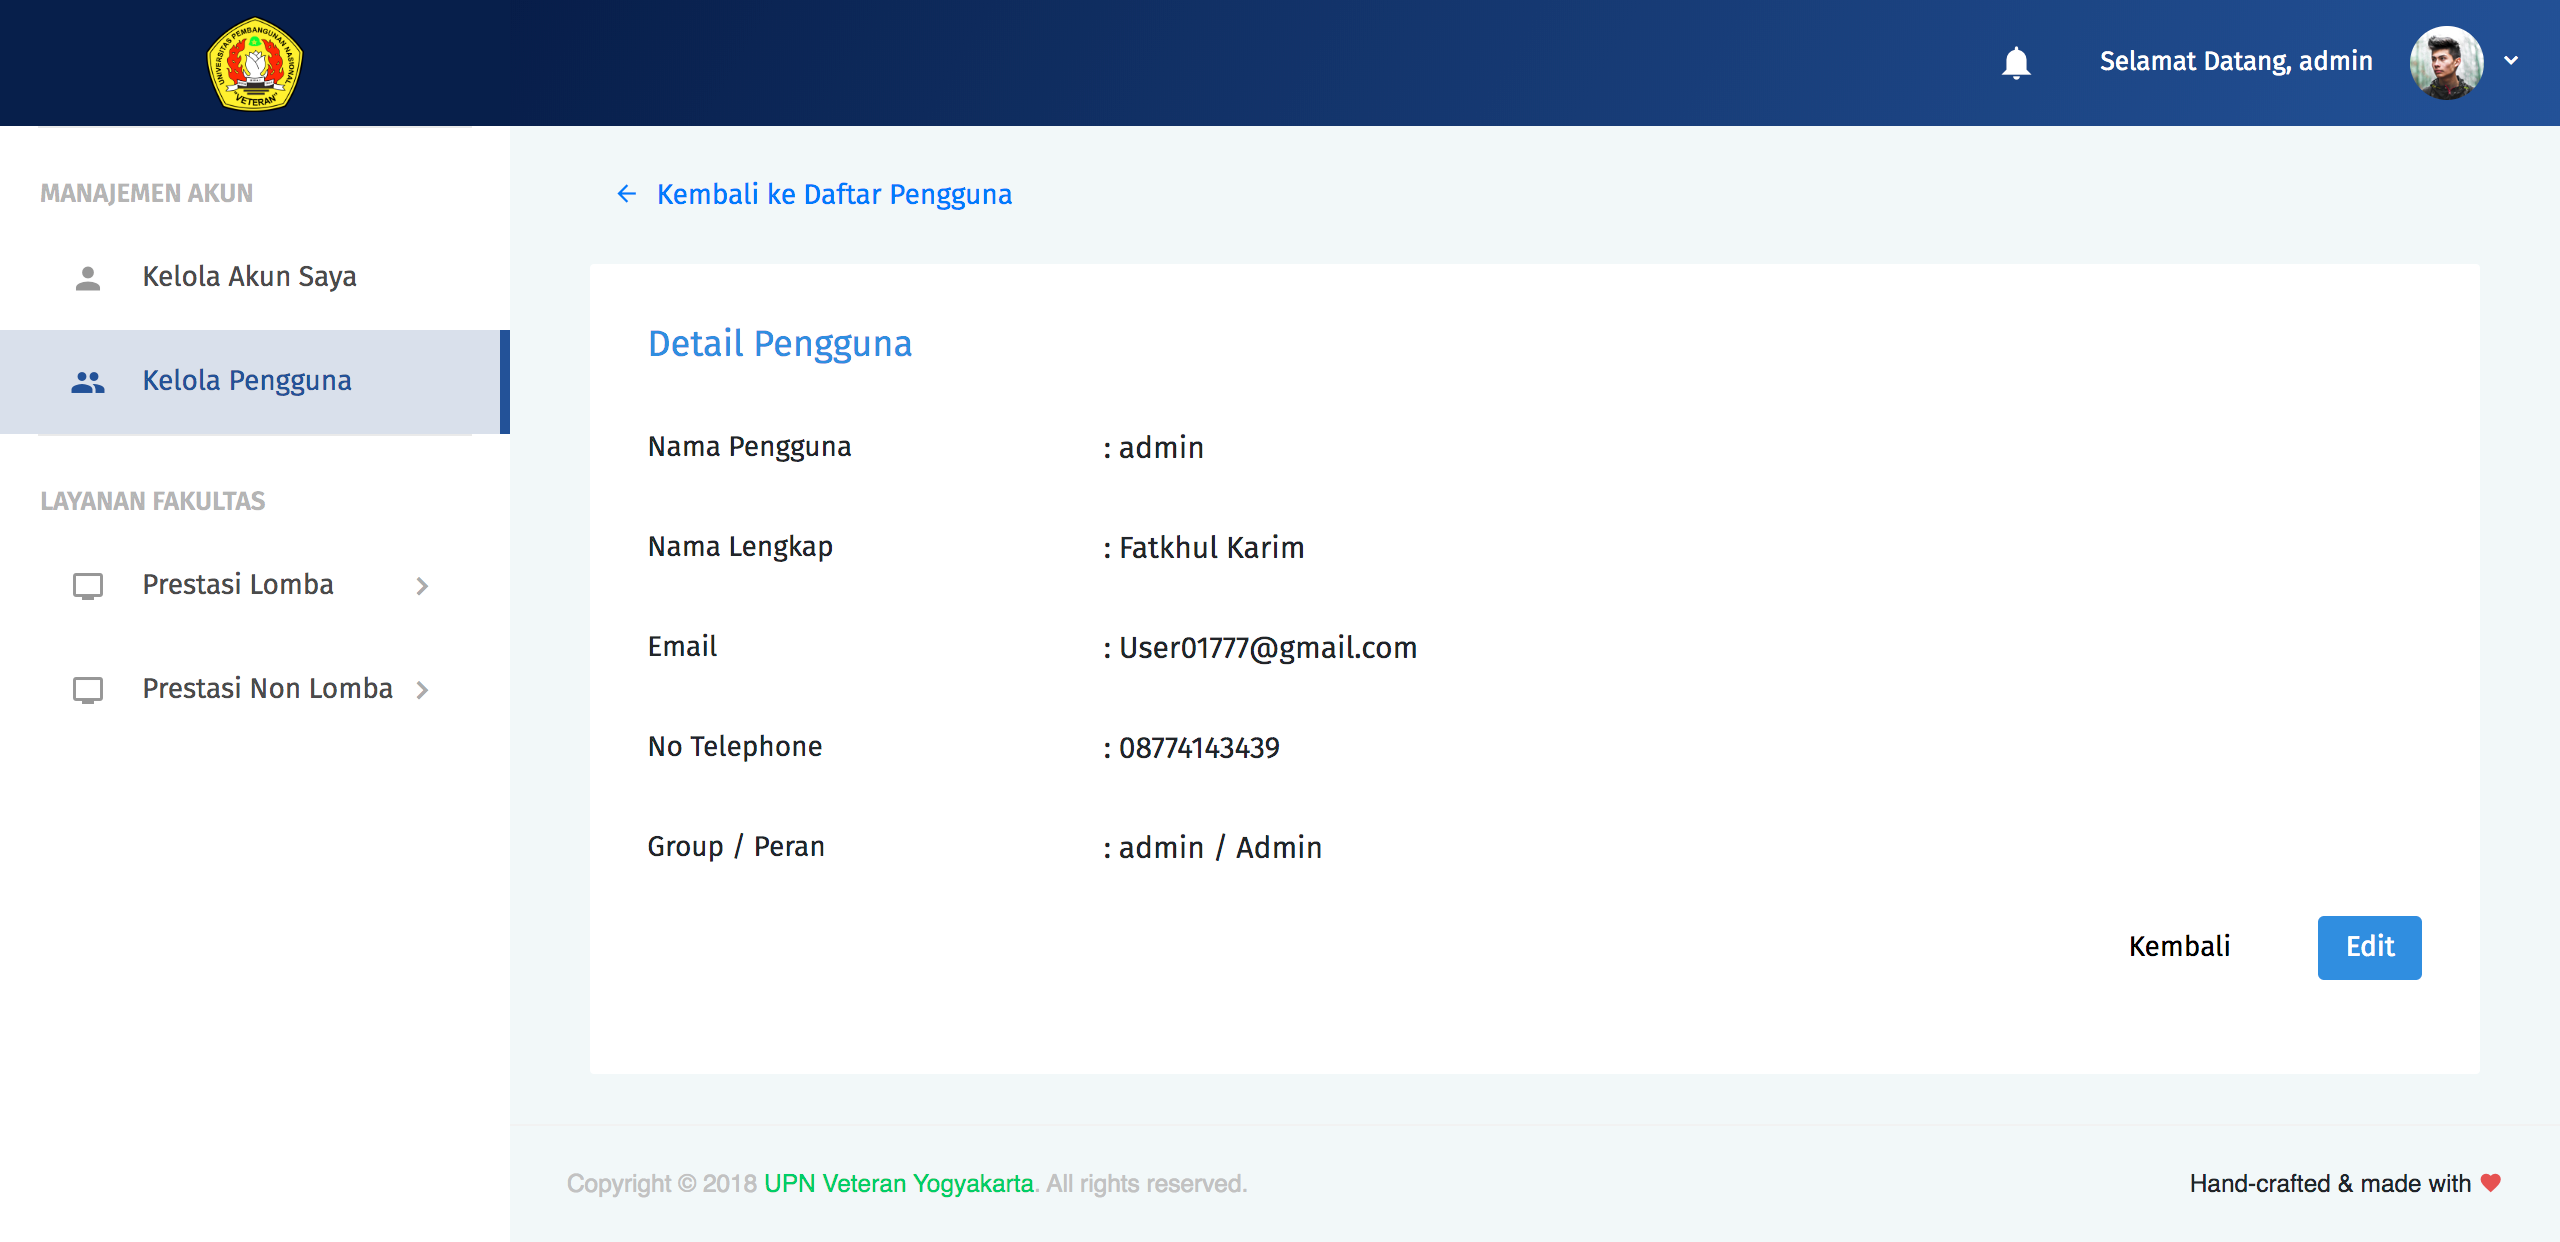 UNIVERSITAS PEMBANGUNAN NASIONAL
"VETERAN"
Selamat Datang, admin
MANAJEMEN AKUN
Kelola Akun Saya
Kelola Pengguna
LAYANAN FAKULTAS
Prestasi Lomba
Prestasi Non Lomba
Kembali ke Daftar Pengguna
Detail Pengguna
Nama Pengguna : admin
Nama Lengkap : Fatkhul Karim
Email : User01777@gmail.com
No Telephone : 08774143439
Group / Peran : admin / Admin
Kembali Edit
Copyright © 2018 UPN Veteran Yogyakarta. All rights reserved.
Hand-crafted & made with